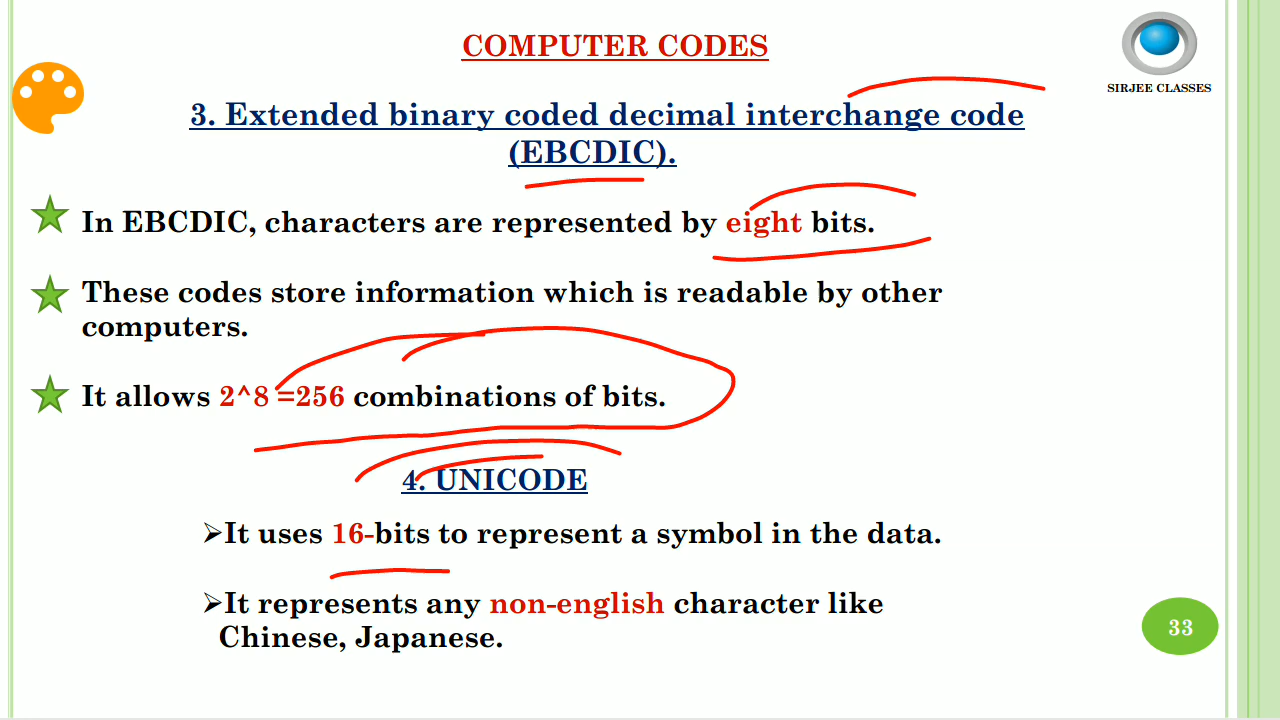 COMPUTER CODES
SIRJEE CLASSES
3. Extended binary coded decimal interchange code
(EBCDIC).
In EBCDIC, characters are represented by eight bits.
These codes store information which is readable by other
computers.
It allows 2^8 =256 combinations of bits.
4. UNICODE
➢It uses 16-bits to represent a symbol in the data.
➢It represents any non-english character like
Chinese, Japanese.
33